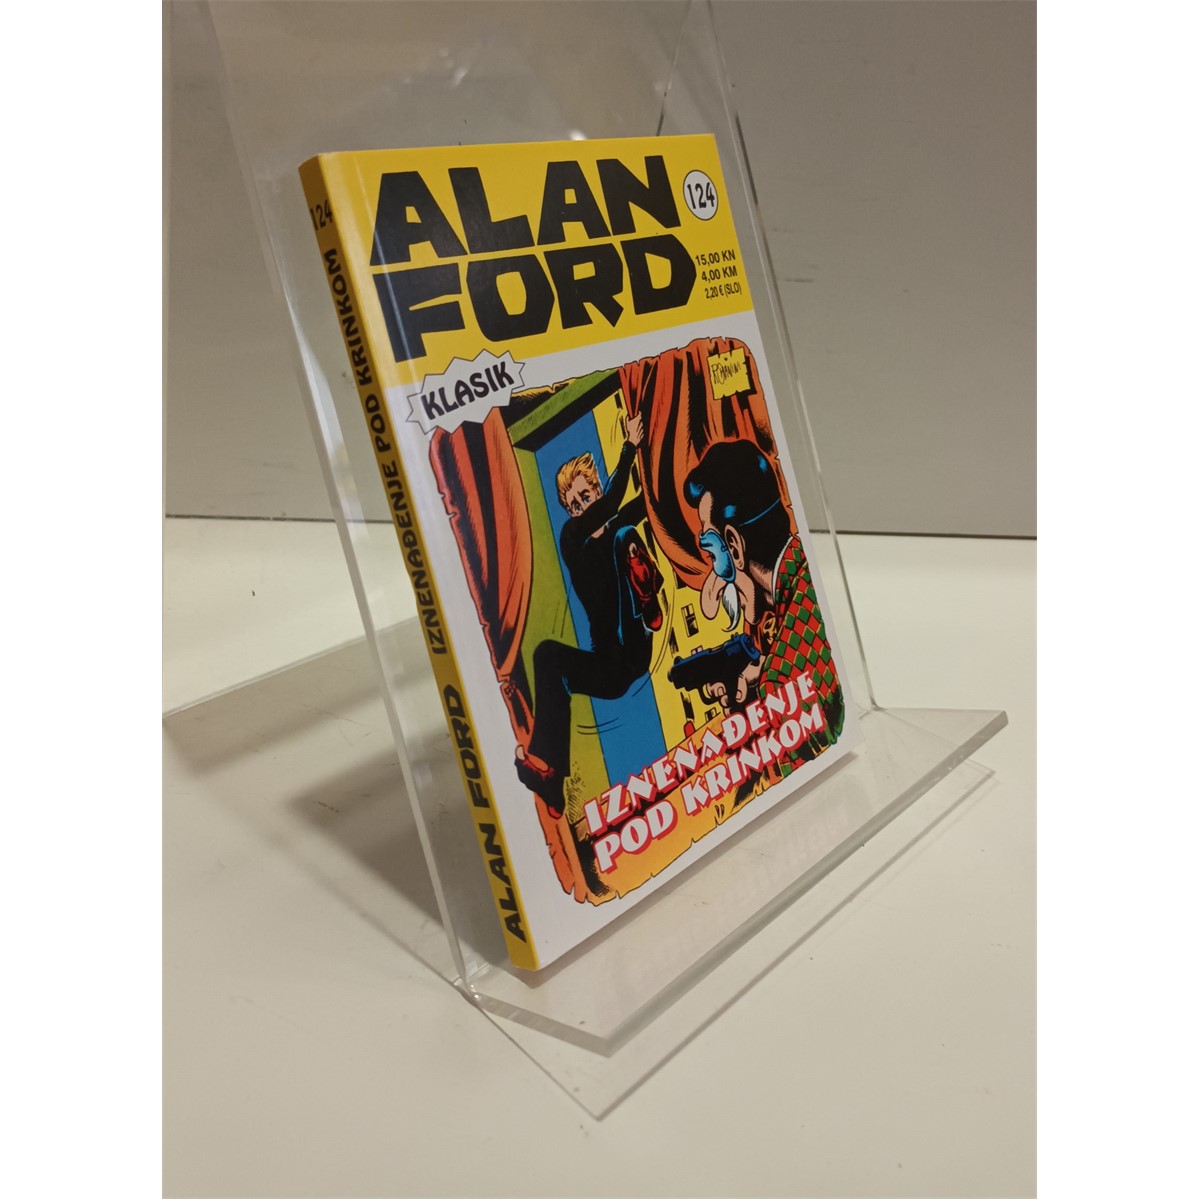 ALAN
FORD
124
15,00 KN
4,00 KM
2,20 € (SLO)
KLASIK
IZNENAĐENJE
POD KRINKOM
ALAN FORD IZNENAĐENJE POD KRINKOM 124